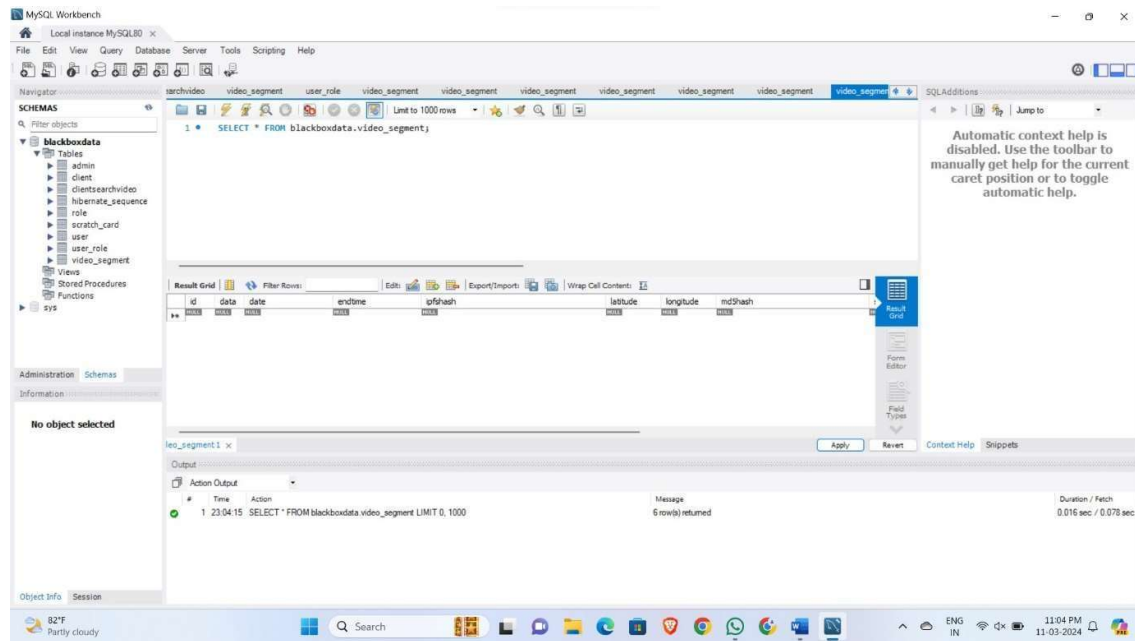 MySQL Workbench
Local instance MySQL80
File Edit View Query Database Server Tools Scripting Help
Navigator
SCHEMAS
Filter objects
blackboxdata
Tables
admin
client
clientsearchvideo
hibernate_sequence
role
scratch_card
user
user_role
video_segment
Views
Stored Procedures
Functions
sys
Administration Schemas
Information
No object selected
Object Info Session
archvideo video_segment user_role video_segment video_segment video_segment video_segment video_segment video_segment video_segmen
Limit to 1000 rows
1 SELECT * FROM blackboxdata.video_segment;
Result Grid Filter Rows: Edit: Export/Import: Wrap Cell Content:
id data date endtime ipfshash latitude longitude md5hash
NULL NULL NULL NULL NULL NULL NULL NULL
Result Grid
Form Editor
Field Types
eo_segment 1
Apply Revert
Output
Action Output
# Time Action Message Duration / Fetch
1 23:04:15 SELECT * FROM blackboxdata.video_segment LIMIT 0, 1000 6 row(s) returned 0.016 sec / 0.078 sec
SQLAdditions
Jump to
Automatic context help is
disabled. Use the toolbar to
manually get help for the current
caret position or to toggle
automatic help.
Context Help Snippets
82°F
Partly cloudy
Search
ENG
IN
11:04 PM
11-03-2024